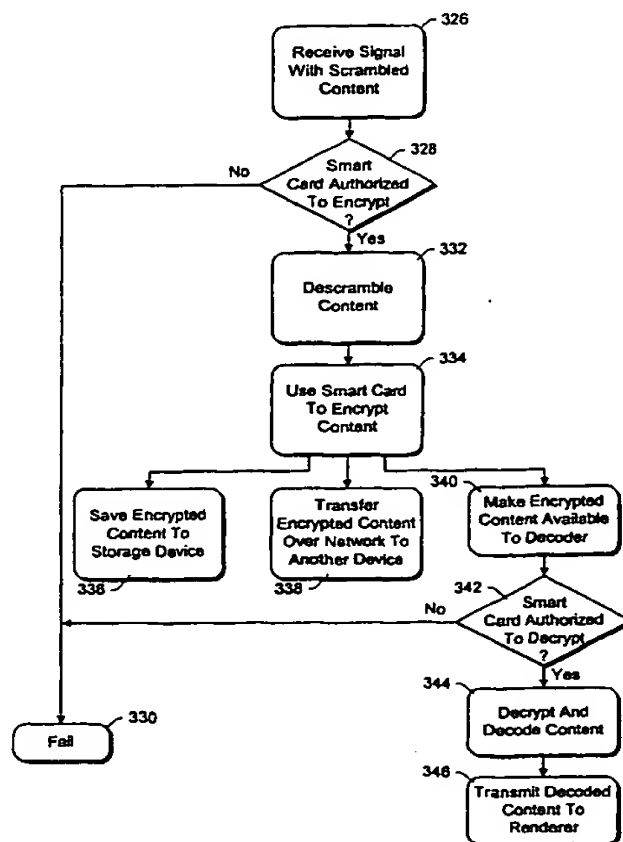 326
Receive Signal
With Scrambled
Content
328
No
Smart
Card Authorized
To Encrypt
?
Yes
332
Descramble
Content
334
Use Smart Card
To Encrypt
Content
Save Encrypted
Content To
Storage Device
336
Transfer
Encrypted Content
Over Network To
Another Device
338
340
Make Encrypted
Content Available
To Decoder
342
No
Smart
Card Authorized
To Decrypt
?
Yes
344
Decrypt And
Decode Content
330
Fail
346
Transmit Decoded
Content To
Renderer